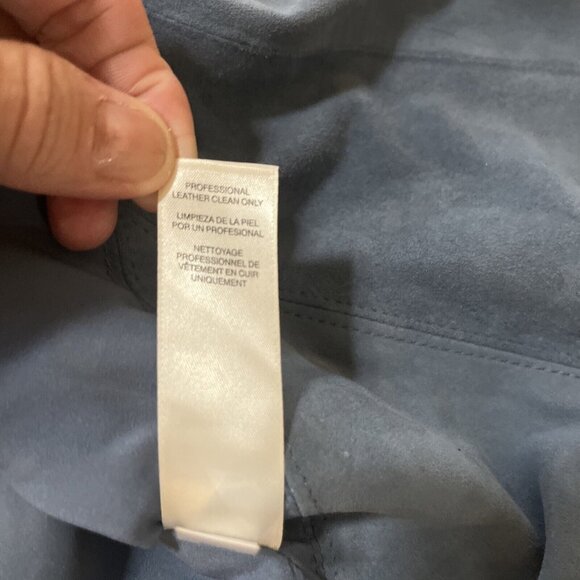 PROFESSIONAL
LEATHER CLEAN ONLY
LIMPIEZA DE LA PIEL
POR UN PROFESIONAL
NETTOYAGE
PROFESSIONNEL DE
VÊTEMENT EN CUIR
UNIQUEMENT